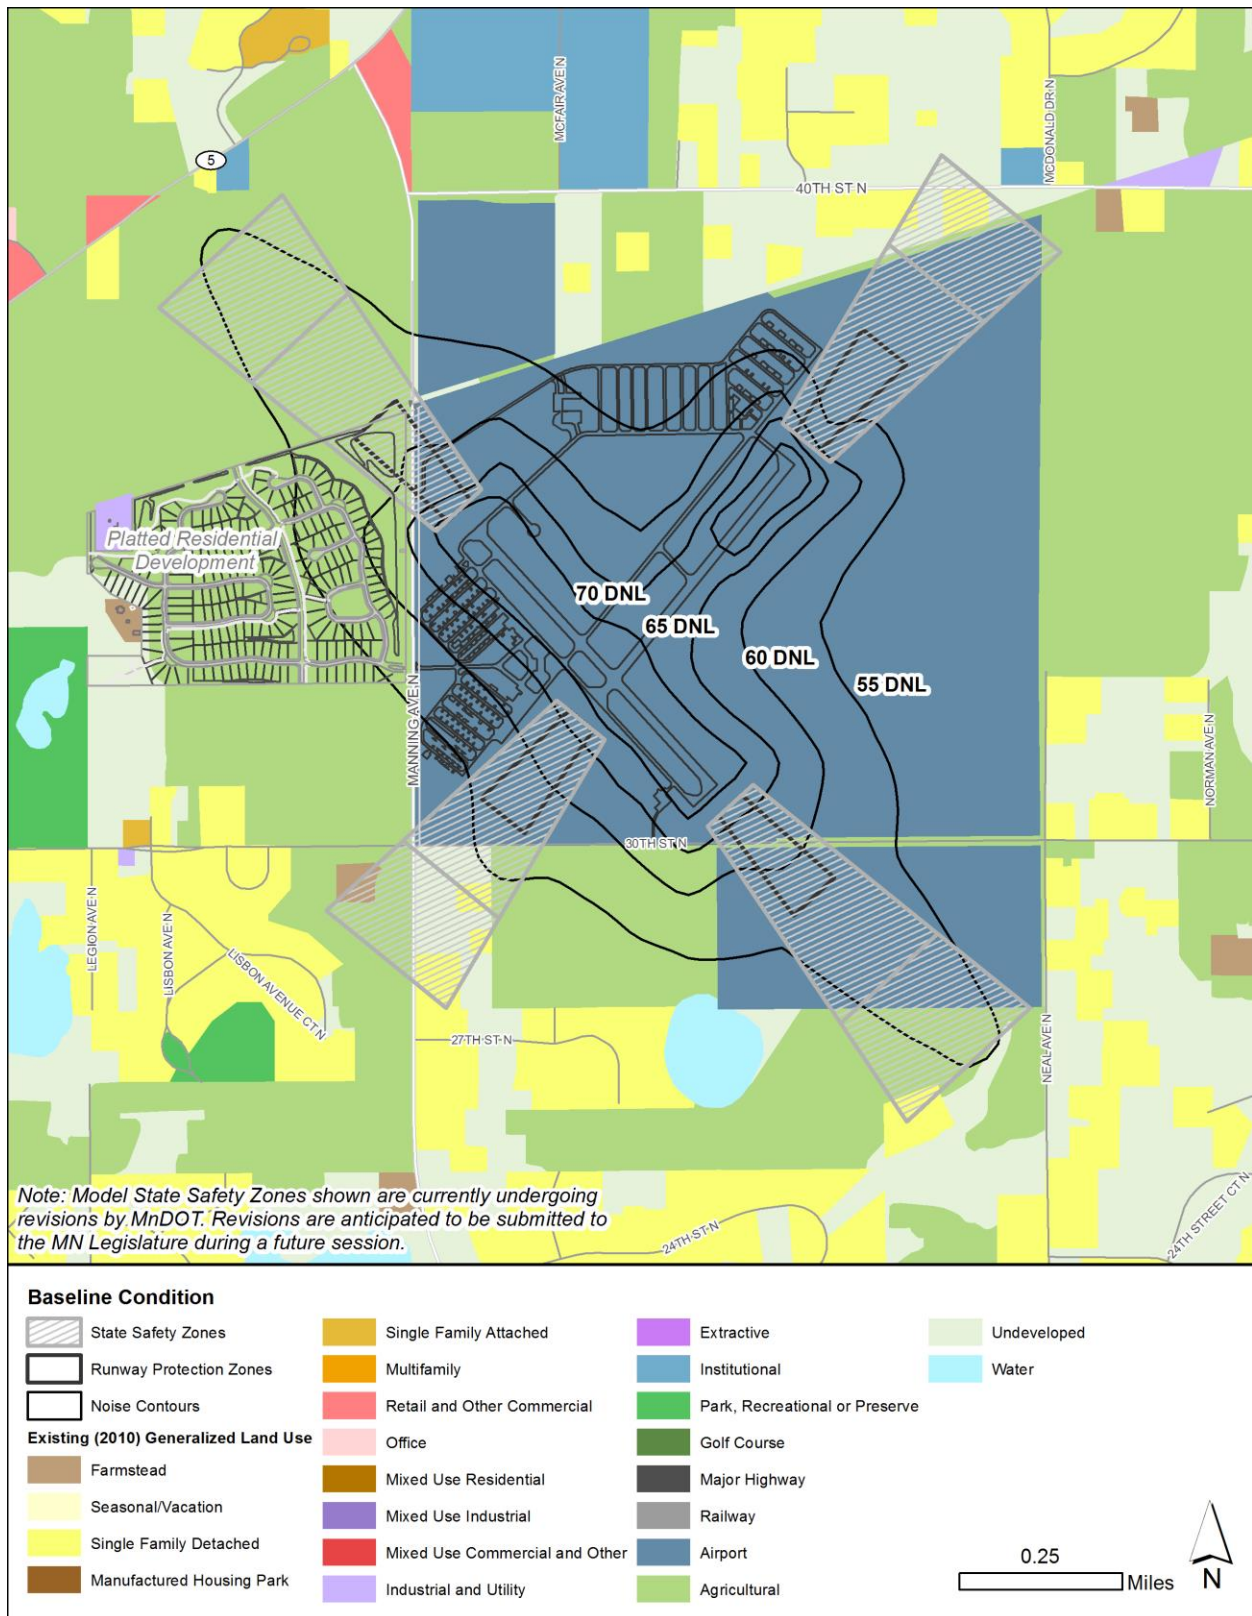 MCFAIR AVE N
MCDONALD DR N
5
40TH ST N
Platted Residential
Development
70 DNL
65 DNL
60 DNL
55 DNL
MANNING AVE N
NORMAN AVE N
30TH ST N
LEGION AVE N
LISBON AVE N
LISBON AVENUE CT N
27TH ST N
NEAL AVE N
24TH ST N
24TH STREET CT N
Note: Model State Safety Zones shown are currently undergoing
revisions by MnDOT. Revisions are anticipated to be submitted to
the MN Legislature during a future session.
Baseline Condition
State Safety Zones
Runway Protection Zones
Noise Contours
Existing (2010) Generalized Land Use
Farmstead
Seasonal/Vacation
Single Family Detached
Manufactured Housing Park
Single Family Attached
Multifamily
Retail and Other Commercial
Office
Mixed Use Residential
Mixed Use Industrial
Mixed Use Commercial and Other
Industrial and Utility
Extractive
Institutional
Park, Recreational or Preserve
Golf Course
Major Highway
Railway
Airport
Agricultural
Undeveloped
Water
0.25
Miles
N